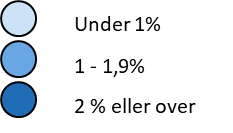 Under 1%
1 - 1,9%
2 % eller over